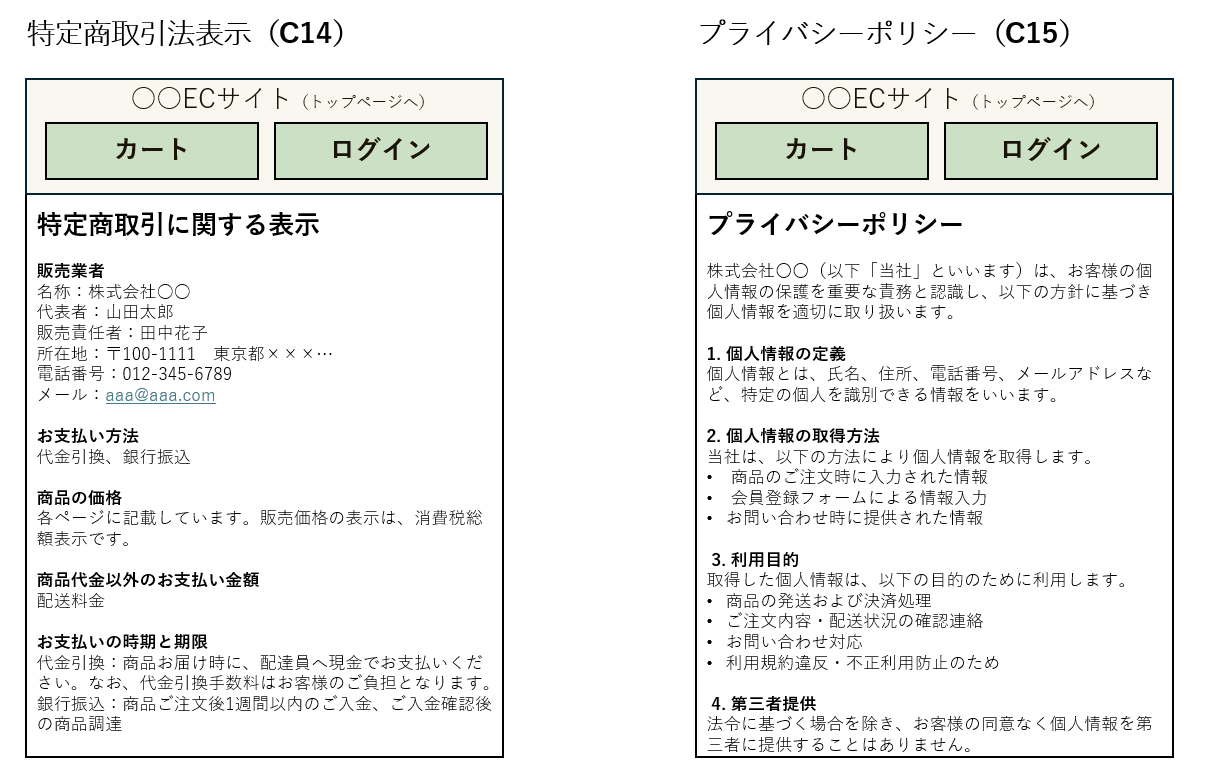 特定商取引法表示（C14）
〇〇ECサイト（トップページへ）
カート
ログイン
特定商取引に関する表示
販売業者
名称：株式会社〇〇
代表者：山田太郎
販売責任者：田中花子
所在地：〒100-1111　東京都×××…
電話番号：012-345-6789
メール：aaa@aaa.com
お支払い方法
代金引換、銀行振込
商品の価格
各ページに記載しています。販売価格の表示は、消費税総
額表示です。
商品代金以外のお支払い金額
配送料金
お支払いの時期と期限
代金引換：商品お届け時に、配達員へ現金でお支払いくだ
さい。なお、代金引換手数料はお客様のご負担となります。
銀行振込：商品ご注文後1週間以内のご入金、ご入金確認後
の商品調達
プライバシーポリシー（C15）
〇〇ECサイト（トップページへ）
カート
ログイン
プライバシーポリシー
株式会社〇〇（以下「当社」といいます）は、お客様の個
人情報の保護を重要な責務と認識し、以下の方針に基づき
個人情報を適切に取り扱います。
1. 個人情報の定義
個人情報とは、氏名、住所、電話番号、メールアドレスな
ど、特定の個人を識別できる情報をいいます。
2. 個人情報の取得方法
当社は、以下の方法により個人情報を取得します。
• 商品のご注文時に入力された情報
• 会員登録フォームによる情報入力
• お問い合わせ時に提供された情報
3. 利用目的
取得した個人情報は、以下の目的のために利用します。
• 商品の発送および決済処理
• ご注文内容・配送状況の確認連絡
• お問い合わせ対応
• 利用規約違反・不正利用防止のため
4. 第三者提供
法令に基づく場合を除き、お客様の同意なく個人情報を第
三者に提供することはありません。